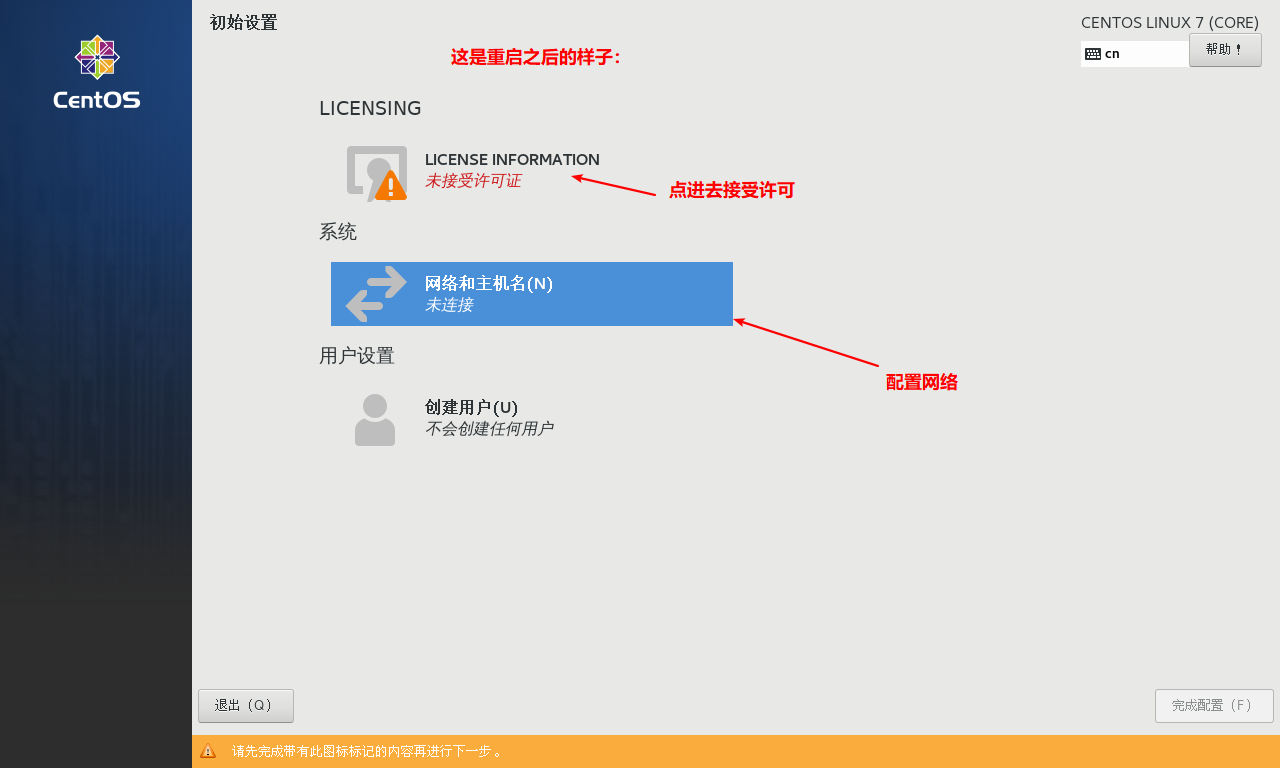 初始设置
CENTOS LINUX 7 (CORE)
这是重启之后的样子:
cn
帮助!
CentOS
LICENSING
LICENSE INFORMATION
未接受许可证
点进去接受许可
系统
网络和主机名(N)
未连接
用户设置
配置网络
创建用户(U)
不会创建任何用户
退出（Q）
完成配置（F）
请先完成带有此图标标记的内容再进行下一步 。